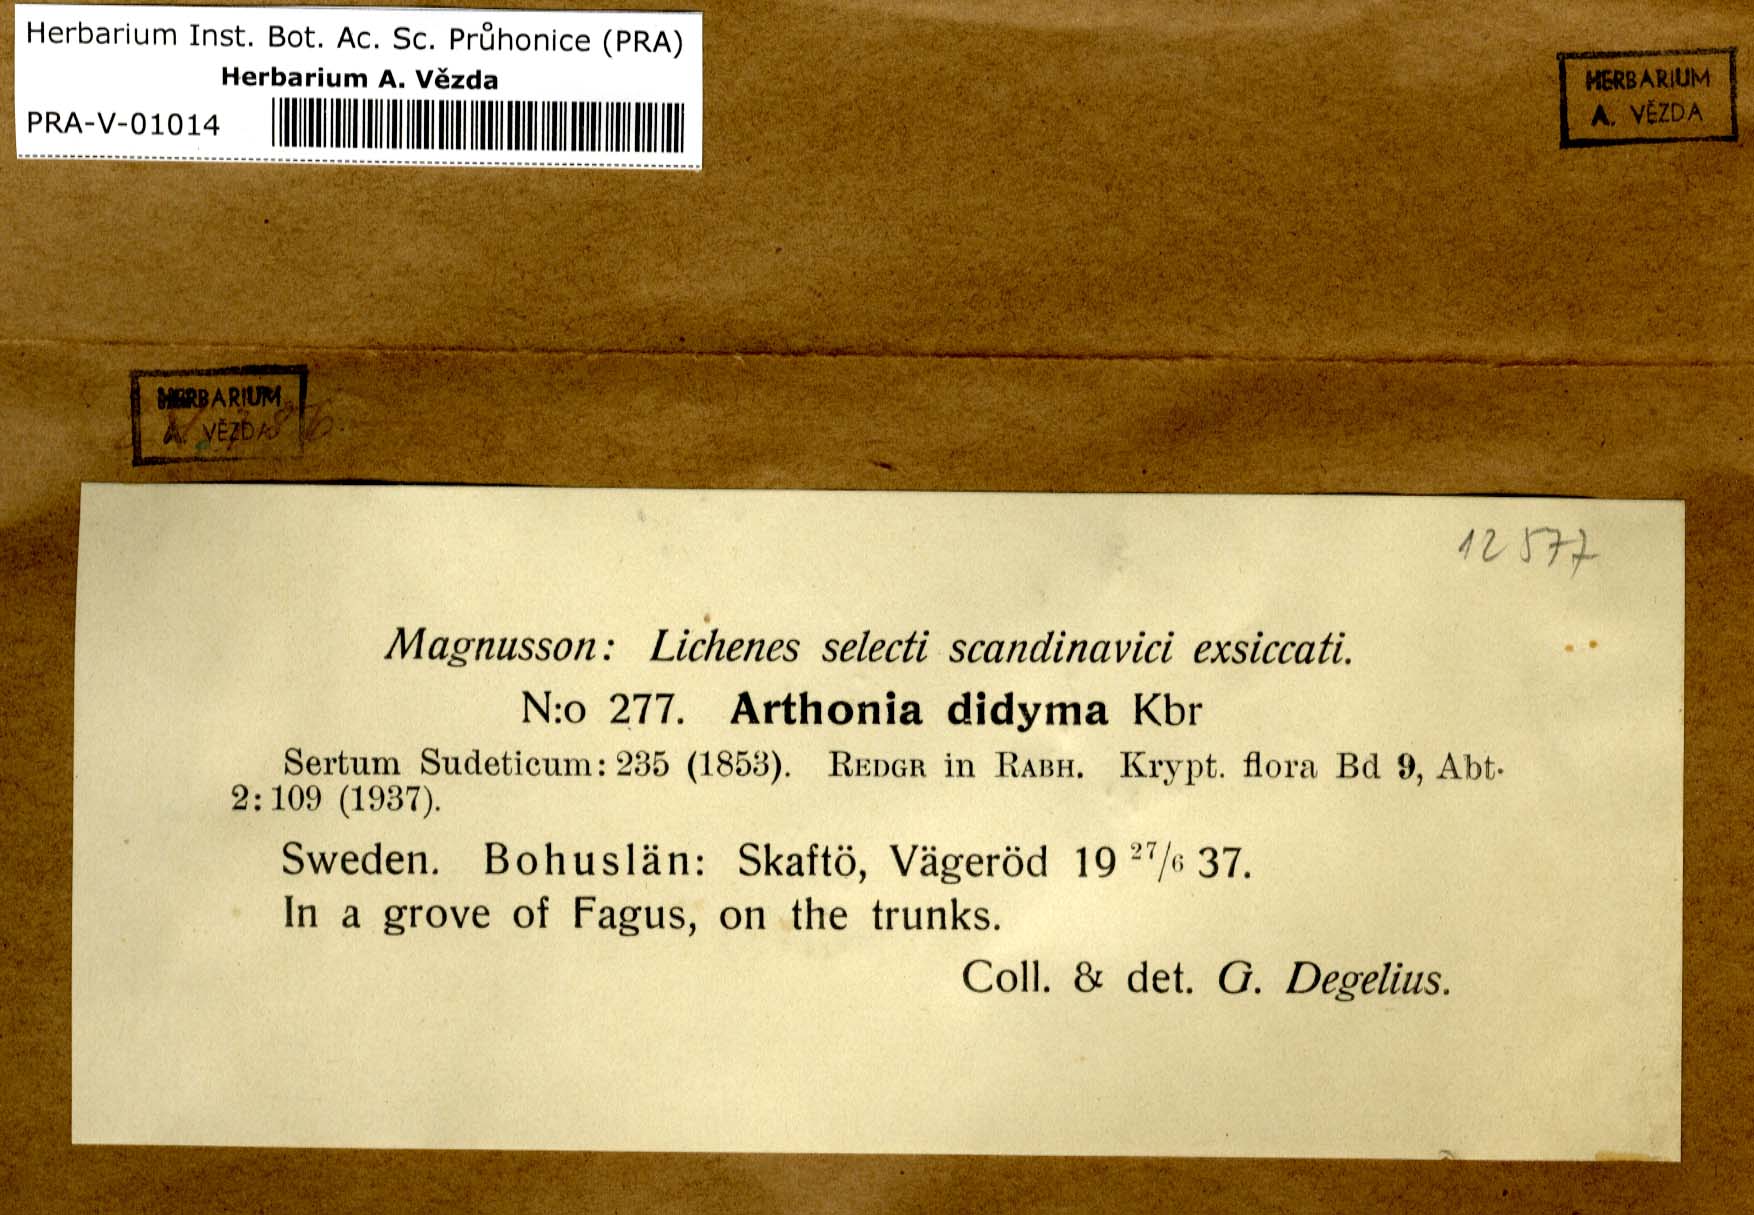 Herbarium Inst. Bot. Ac. Sc. Průhonice (PRA)
Herbarium A. Vězda
PRA-V-01014
HERBARIUM
A. VĚZDA
HERBARIUM
A. VĚZDA
12577
Magnusson: Lichenes selecti scandinavici exsiccati.
N:o 277. Arthonia didyma Kbr
Sertum Sudeticum: 235 (1853). REDGR in RABH. Krypt. flora Bd 9, Abt.
2: 109 (1937).
Sweden. Bohuslän: Skaftö, Vägeröd 19 27/6 37.
In a grove of Fagus, on the trunks.
Coll. & det. G. Degelius.